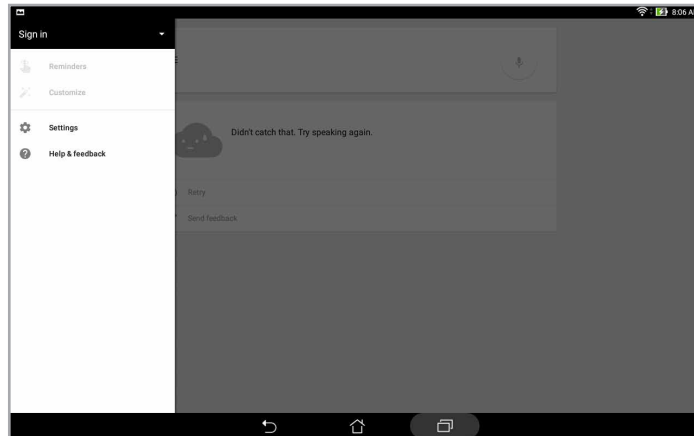 8:06 A
Sign in
Reminders
Customize
Settings
Help & feedback
Didn't catch that. Try speaking again.
Retry
Send feedback